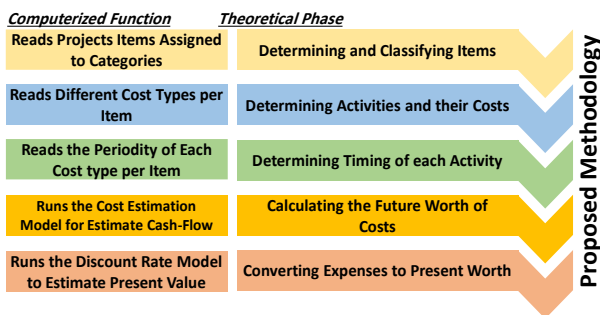 Computerized Function
Theoretical Phase
Reads Projects Items Assigned
to Categories
Determining and Classifying Items
Reads Different Cost Types per
Item
Determining Activities and their Costs
Reads the Periodity of Each
Cost type per Item
Determining Timing of each Activity
Runs the Cost Estimation
Model for Estimate Cash-Flow
Calculating the Future Worth of
Costs
Runs the Discount Rate Model
to Estimate Present Value
Converting Expenses to Present Worth
Proposed Methodology